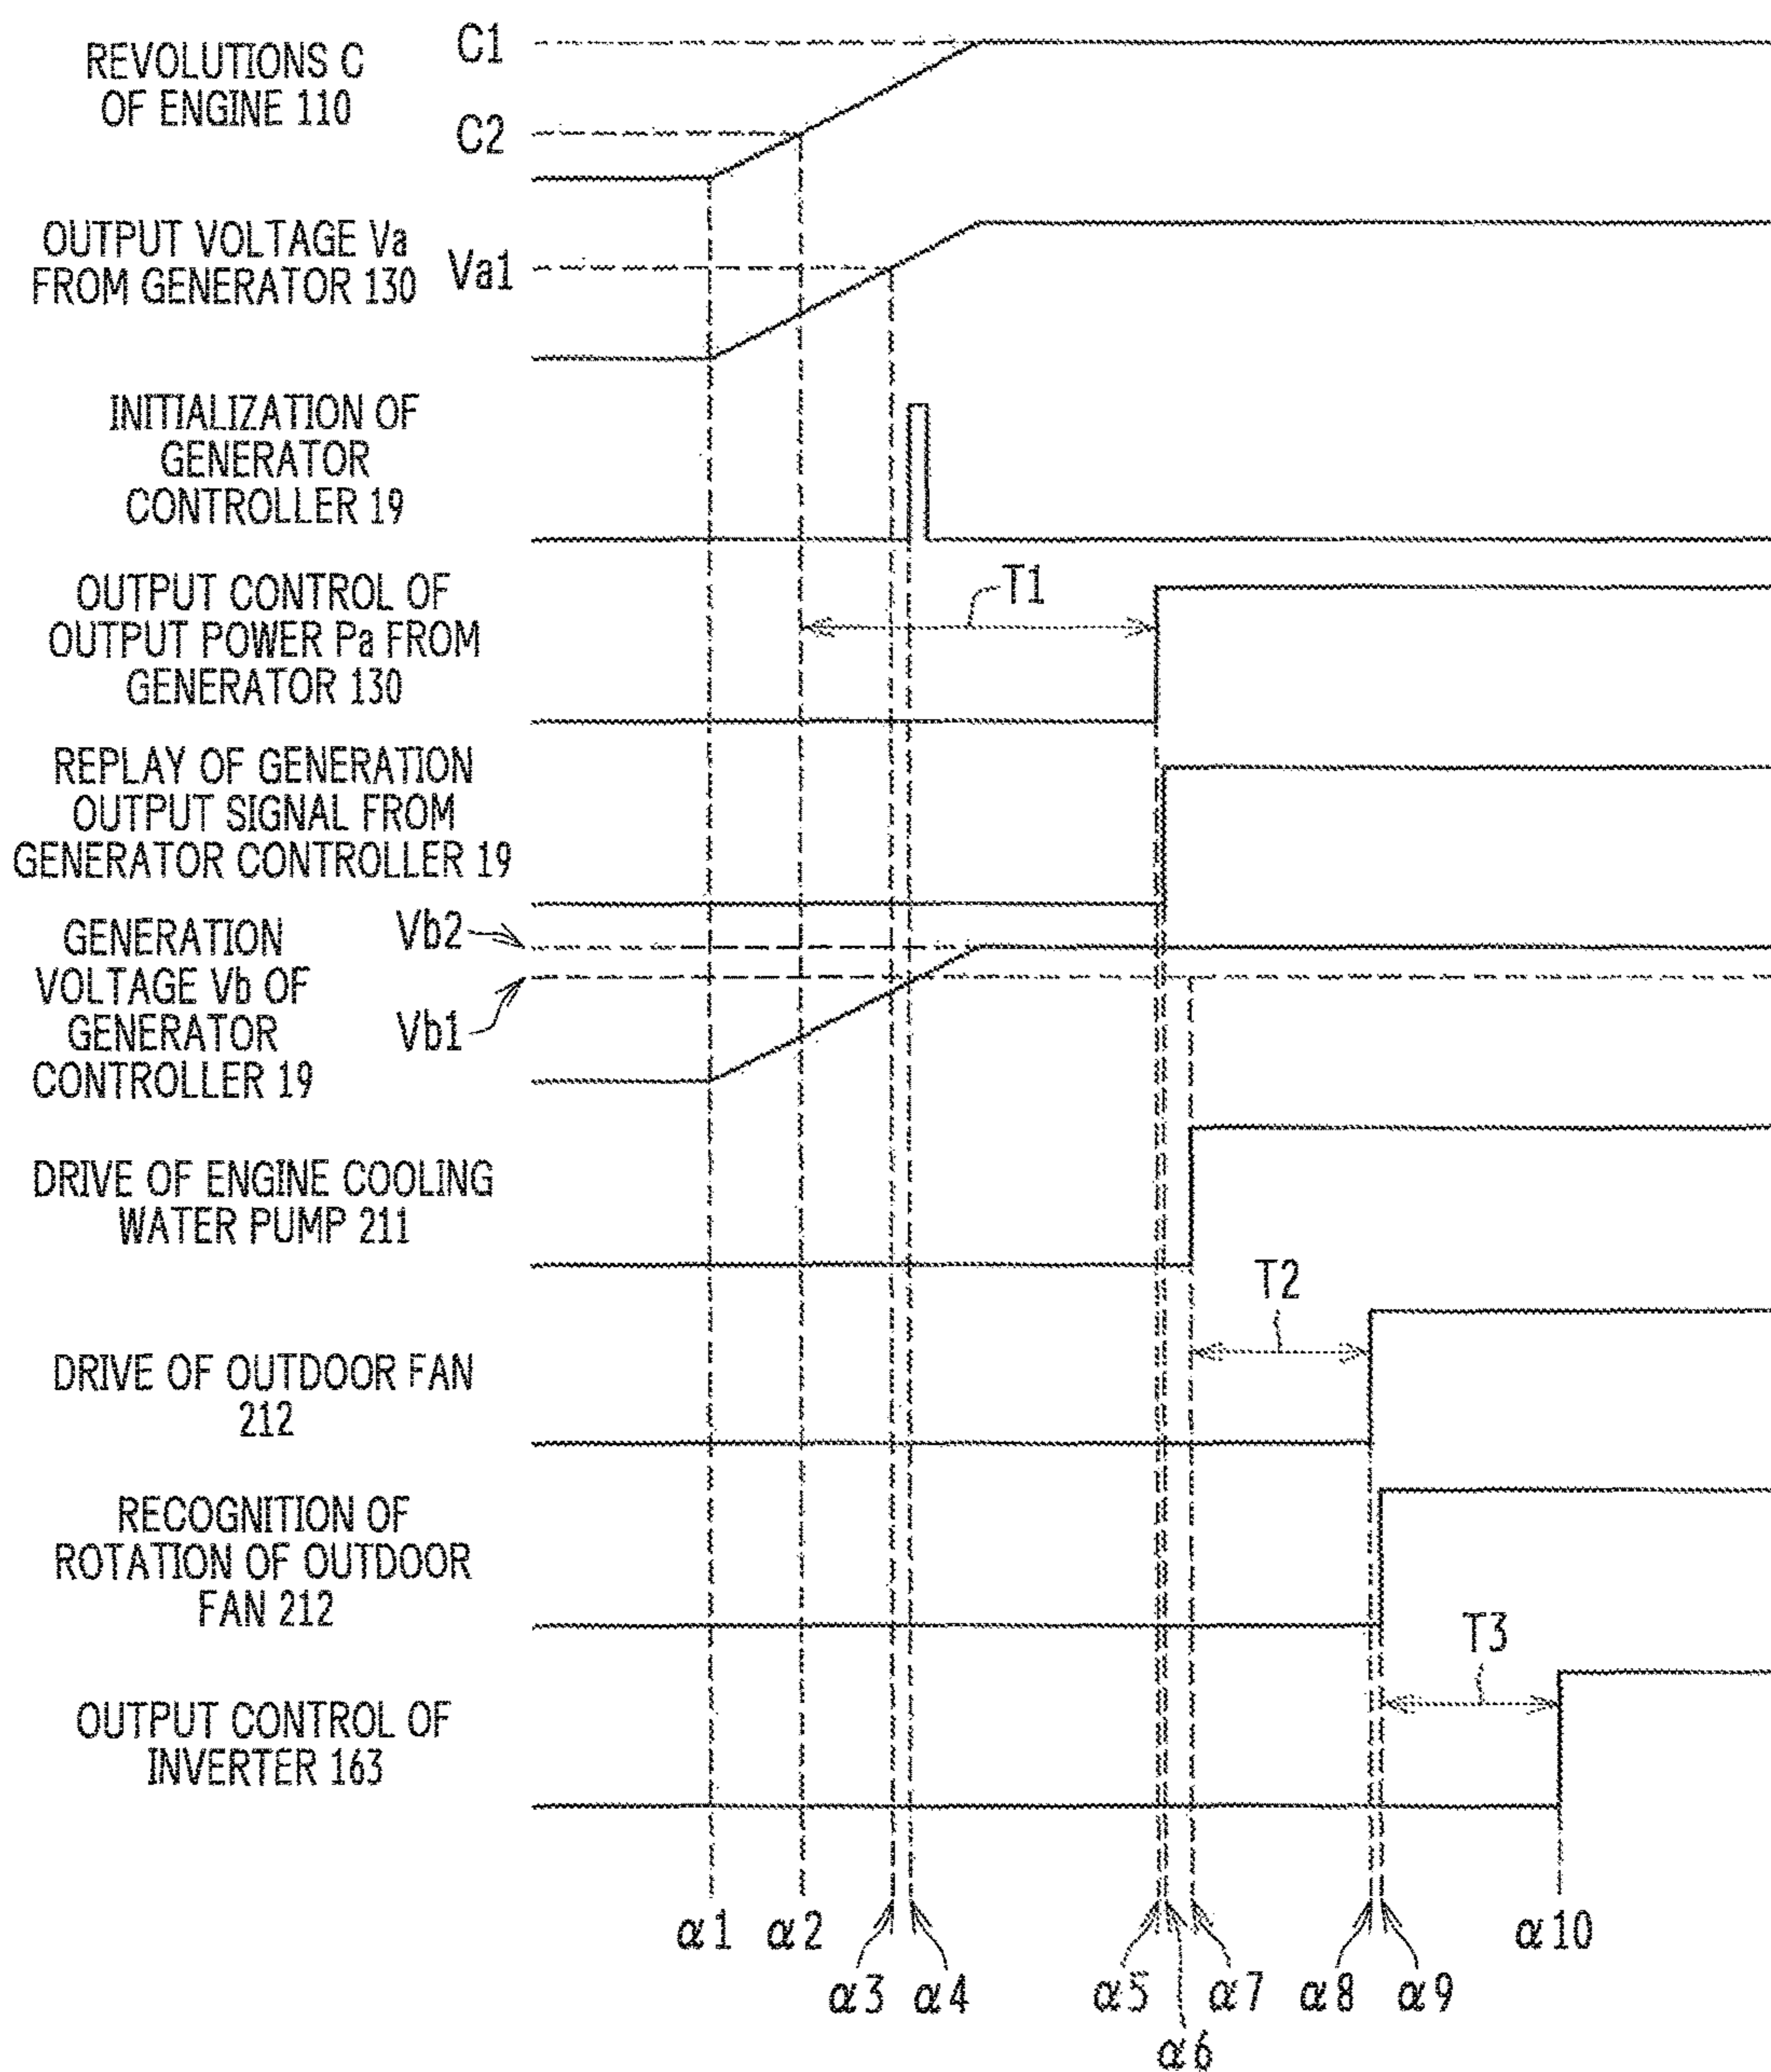 REVOLUTIONS C
OF ENGINE 110
C1
C2
OUTPUT VOLTAGE Va
FROM GENERATOR 130
Va1
INITIALIZATION OF
GENERATOR
CONTROLLER 19
OUTPUT CONTROL OF
OUTPUT POWER Pa FROM
GENERATOR 130
T1
REPLAY OF GENERATION
OUTPUT SIGNAL FROM
GENERATOR CONTROLLER 19
GENERATION
VOLTAGE Vb OF
GENERATOR
CONTROLLER 19
Vb2
Vb1
DRIVE OF ENGINE COOLING
WATER PUMP 211
T2
DRIVE OF OUTDOOR FAN
212
RECOGNITION OF
ROTATION OF OUTDOOR
FAN 212
T3
OUTPUT CONTROL OF
INVERTER 163
α1 α2 α10
α3 α4 α5 α7 α8 α9
α6